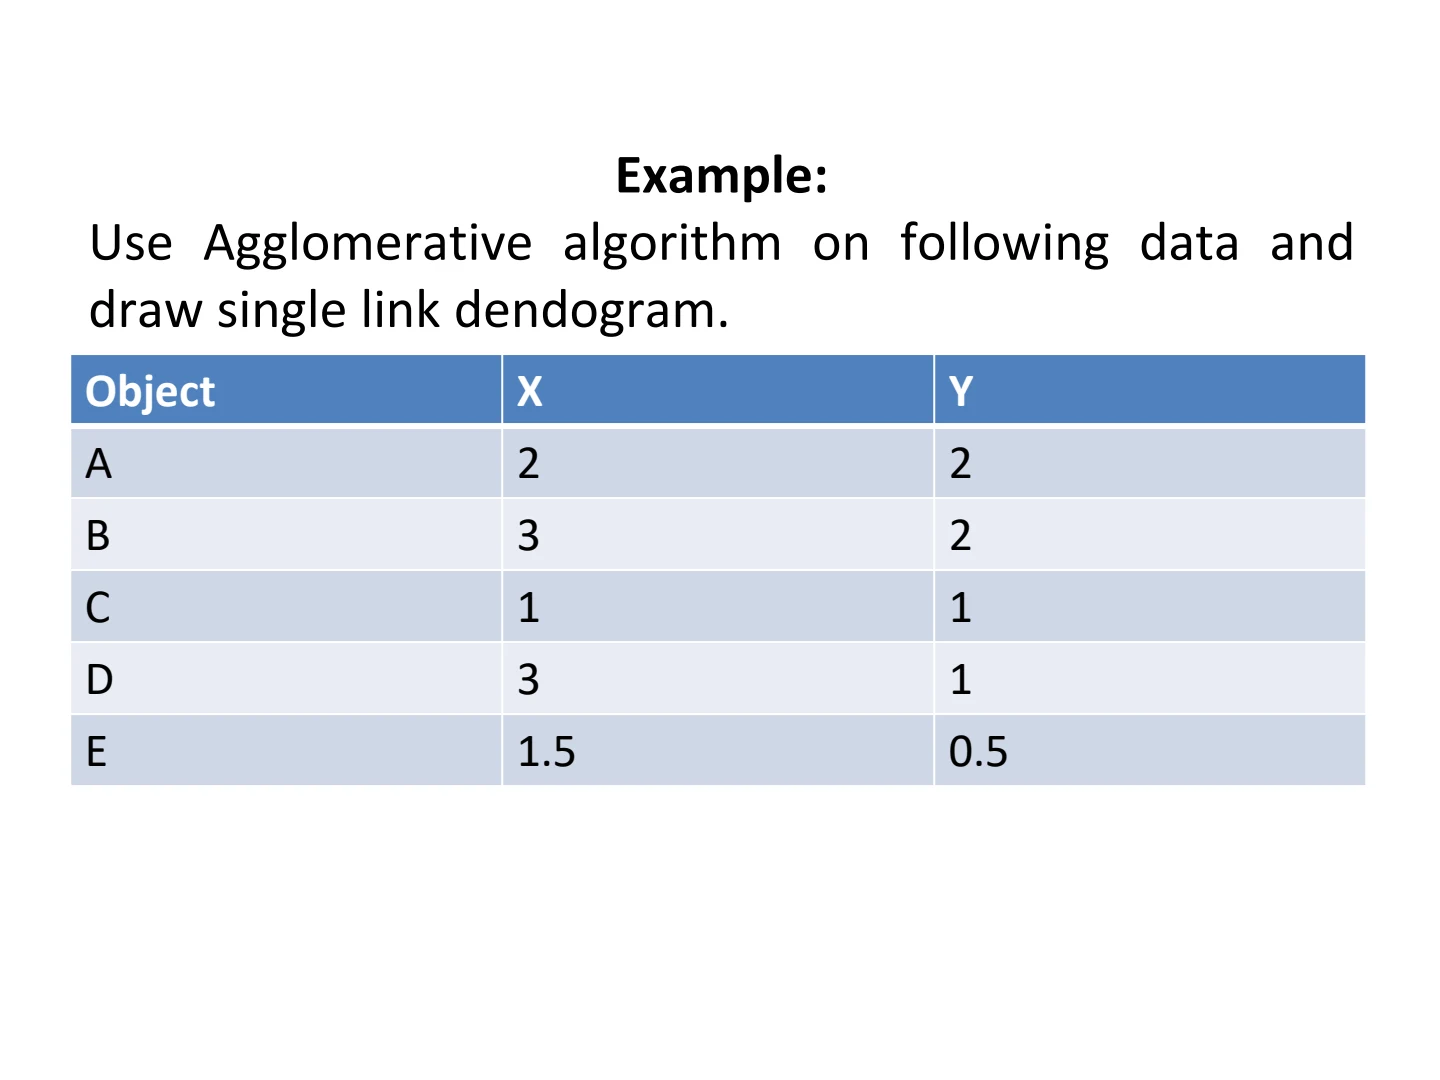 Example:
Use Agglomerative algorithm on following data and
draw single link dendogram.
Object X Y
A 2 2
B 3 2
C 1 1
D 3 1
E 1.5 0.5